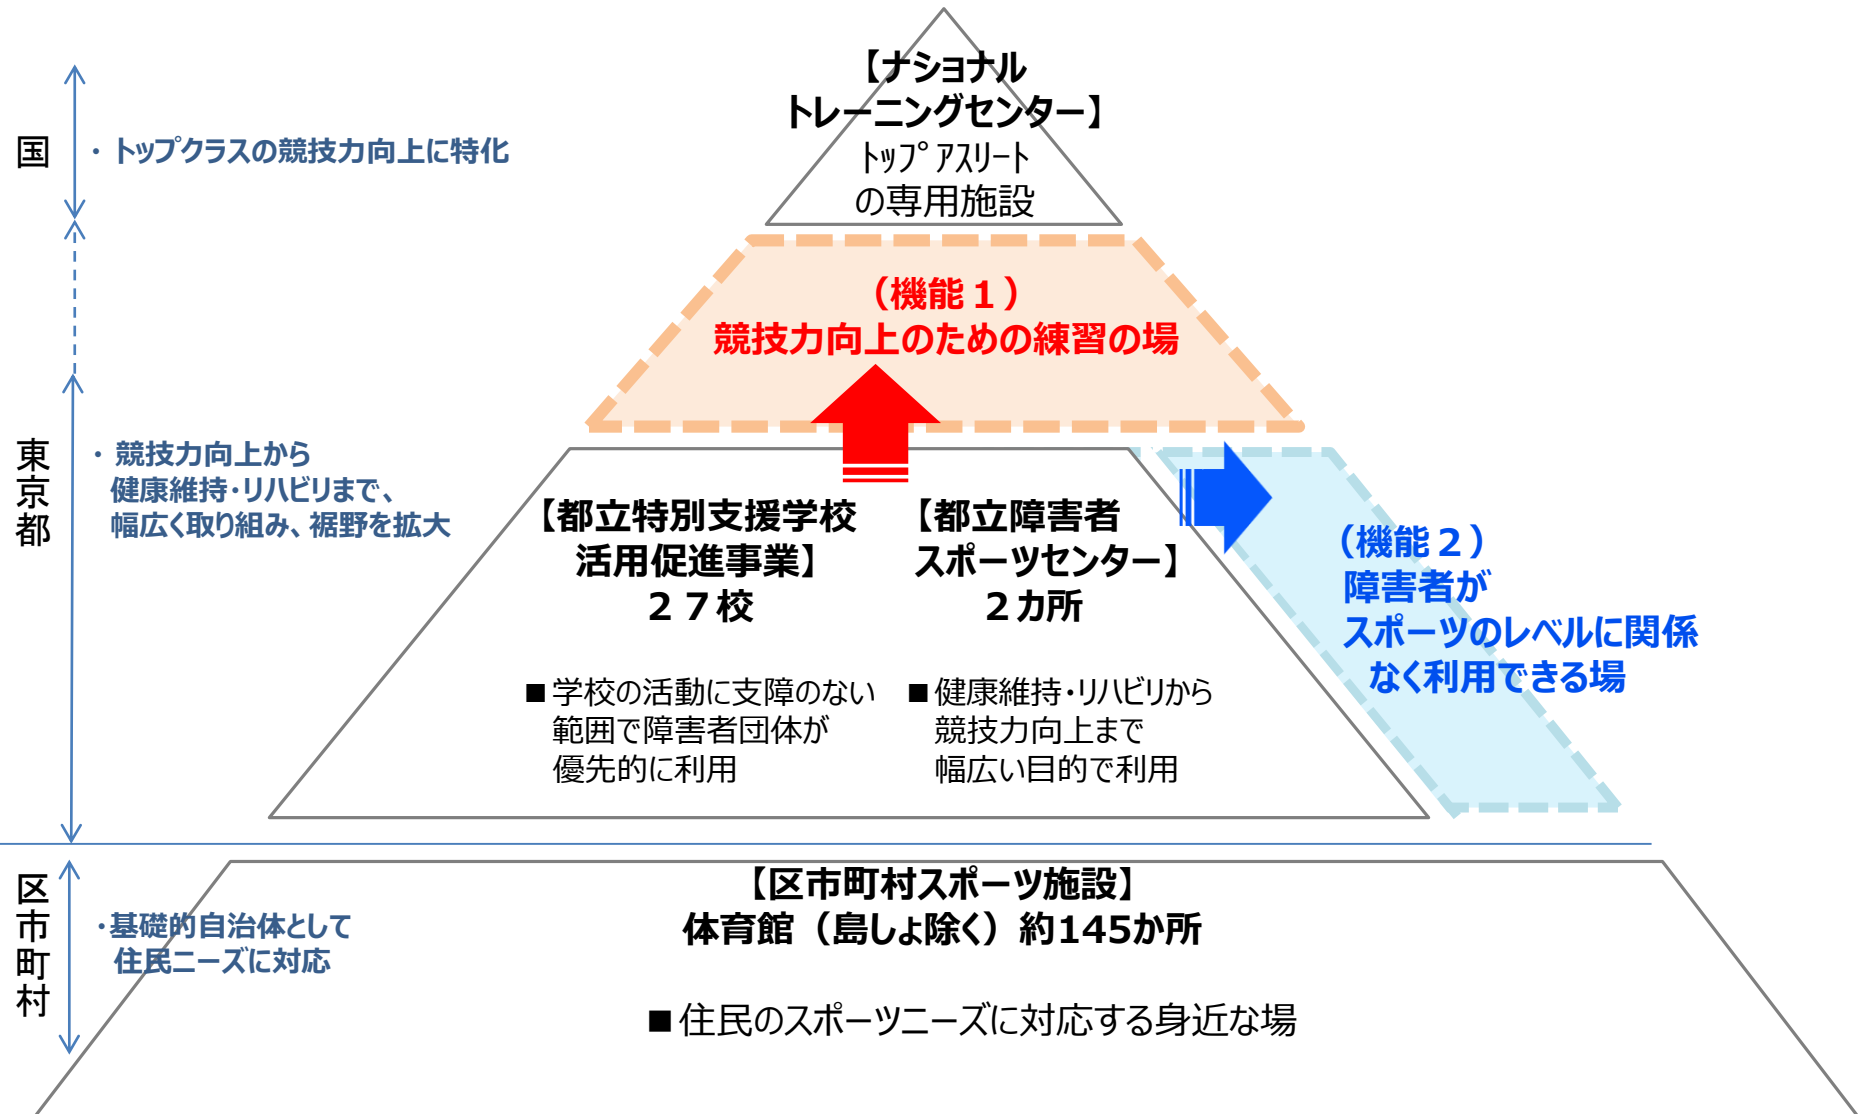 【ナショナル
トレーニングセンター】
トップアスリート
の専用施設
国
・トップクラスの競技力向上に特化
（機能１）
競技力向上のための練習の場
東京都
・競技力向上から
健康維持・リハビリまで、
幅広く取り組み、裾野を拡大
【都立特別支援学校
活用促進事業】
２７校
■学校の活動に支障のない
範囲で障害者団体が
優先的に利用
【都立障害者
スポーツセンター】
２カ所
■健康維持・リハビリから
競技力向上まで
幅広い目的で利用
（機能２）
障害者が
スポーツのレベルに関係
なく利用できる場
区市町村
・基礎的自治体として
住民ニーズに対応
【区市町村スポーツ施設】
体育館（島しょ除く）約145か所
■住民のスポーツニーズに対応する身近な場